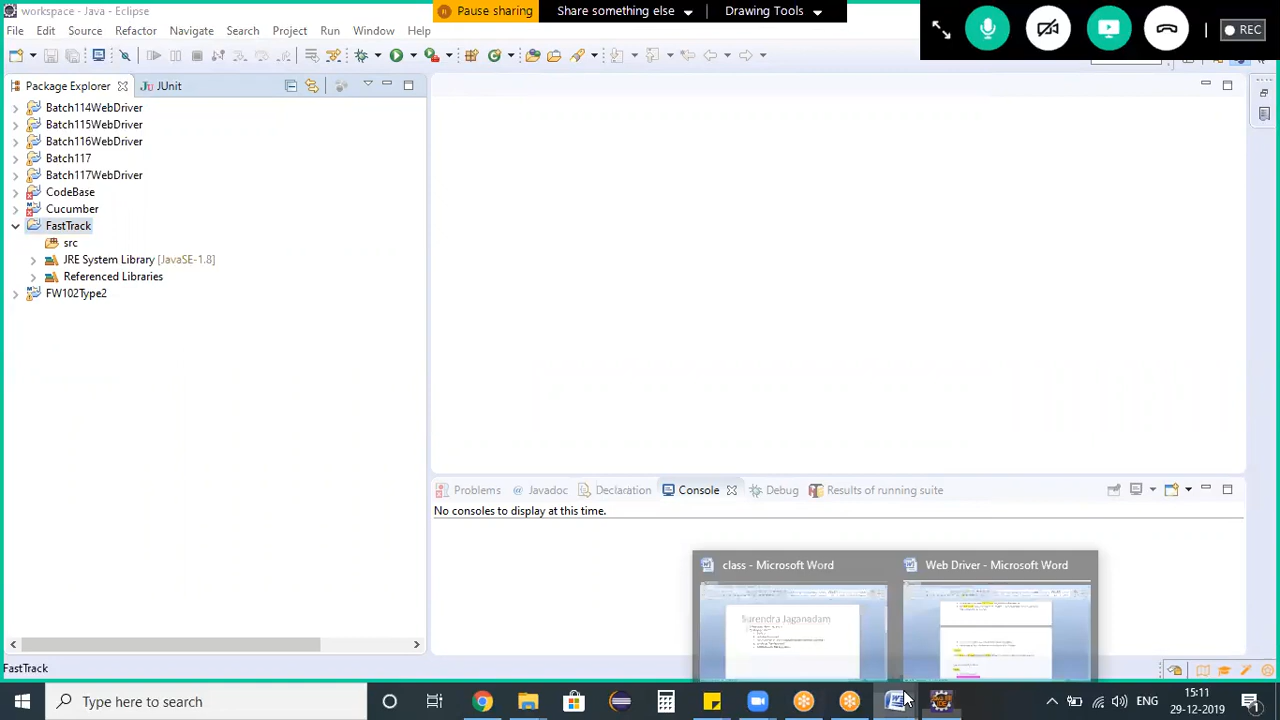 workspace - Java - Eclipse
Pause sharing
Share something else
Drawing Tools
REC
File Edit Source Refactor Navigate Search Project Run Window Help
Package Explorer
JUnit
Batch114WebDriver
Batch115WebDriver
Batch116WebDriver
Batch117
Batch117WebDriver
CodeBase
Cucumber
FastTrack
src
JRE System Library [JavaSE-1.8]
Referenced Libraries
FW102Type2
Problems
Javadoc
Declaration
Console
Debug
Results of running suite
No consoles to display at this time.
class - Microsoft Word
Web Driver - Microsoft Word
FastTrack
Type here to search
ENG
15:11
29-12-2019